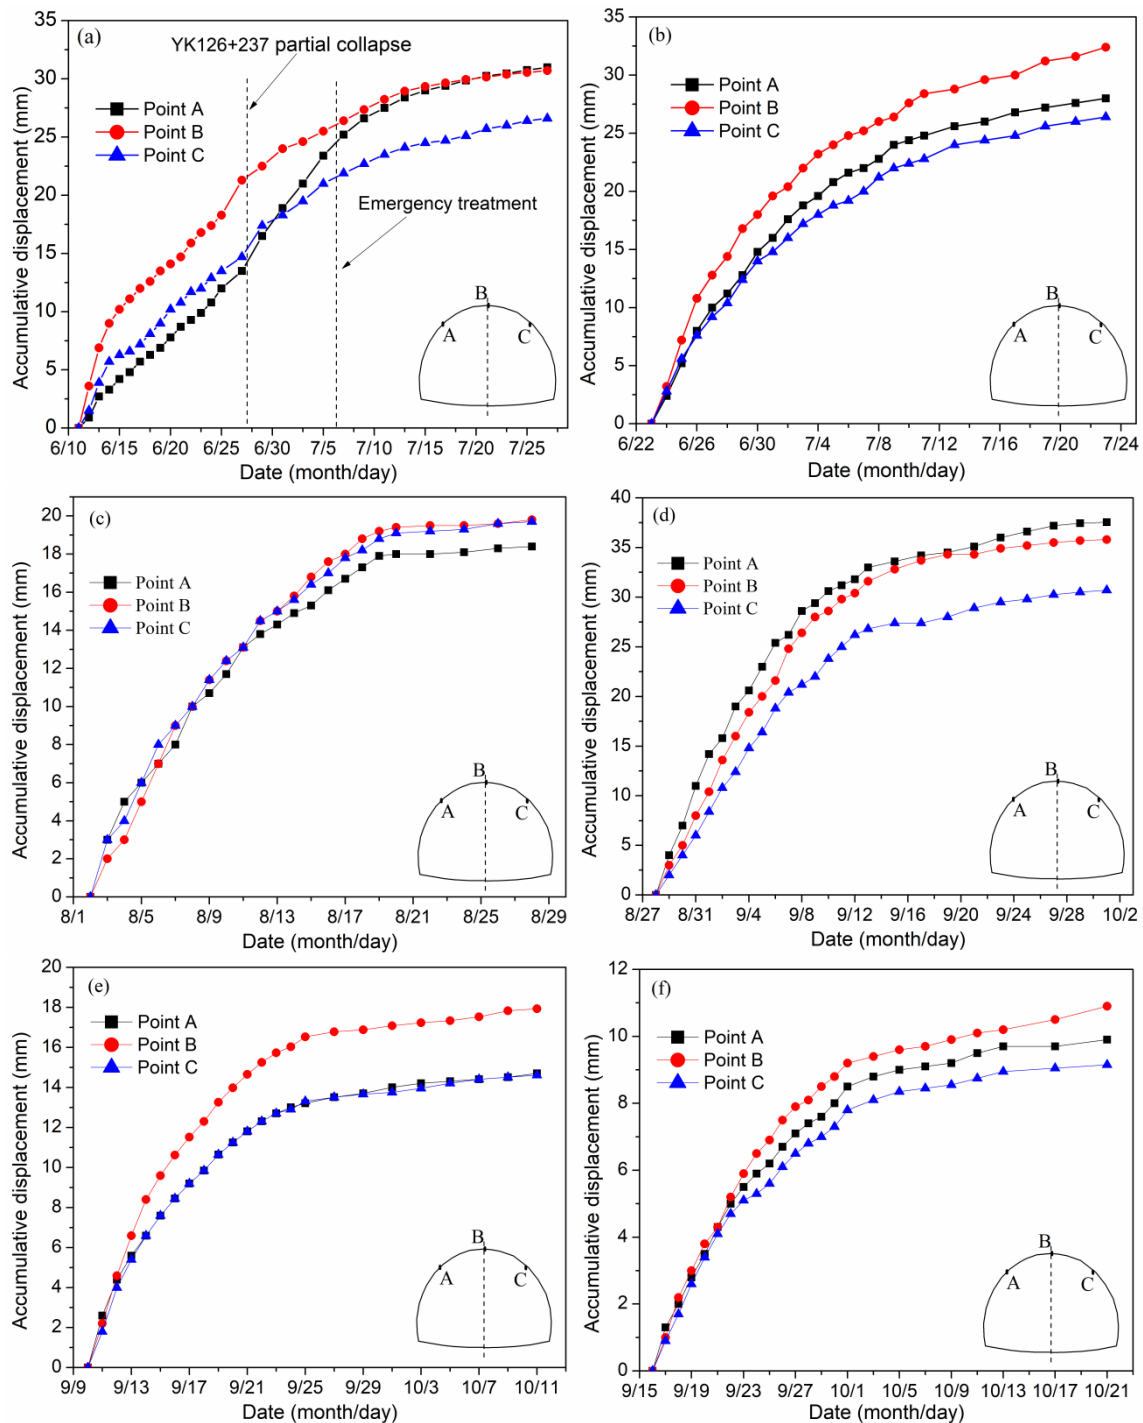 (a)
YK126+237 partial collapse
Point A
Point B
Point C
Emergency treatment
B
A
C
35
30
25
20
15
10
5
0
6/10 6/15 6/20 6/25 6/30 7/5 7/10 7/15 7/20 7/25
Accumulative displacement (mm)
Date (month/day)
(b)
Point A
Point B
Point C
B
A
C
35
30
25
20
15
10
5
0
6/22 6/26 6/30 7/4 7/8 7/12 7/16 7/20 7/24
Accumulative displacement (mm)
Date (month/day)
(c)
Point A
Point B
Point C
B
A
C
20
18
16
14
12
10
8
6
4
2
0
8/1 8/5 8/9 8/13 8/17 8/21 8/25 8/29
Accumulative displacement (mm)
Date (month/day)
(d)
Point A
Point B
Point C
B
A
C
40
35
30
25
20
15
10
5
0
8/27 8/31 9/4 9/8 9/12 9/16 9/20 9/24 9/28 10/2
Accumulative displacement (mm)
Date (month/day)
(e)
Point A
Point B
Point C
B
A
C
20
18
16
14
12
10
8
6
4
2
0
9/9 9/13 9/17 9/21 9/25 9/29 10/3 10/7 10/11
Accumulative displacement (mm)
Date (month/day)
(f)
Point A
Point B
Point C
B
A
C
12
10
8
6
4
2
0
9/15 9/19 9/23 9/27 10/1 10/5 10/9 10/13 10/17 10/21
Accumulative displacement (mm)
Date (month/day)